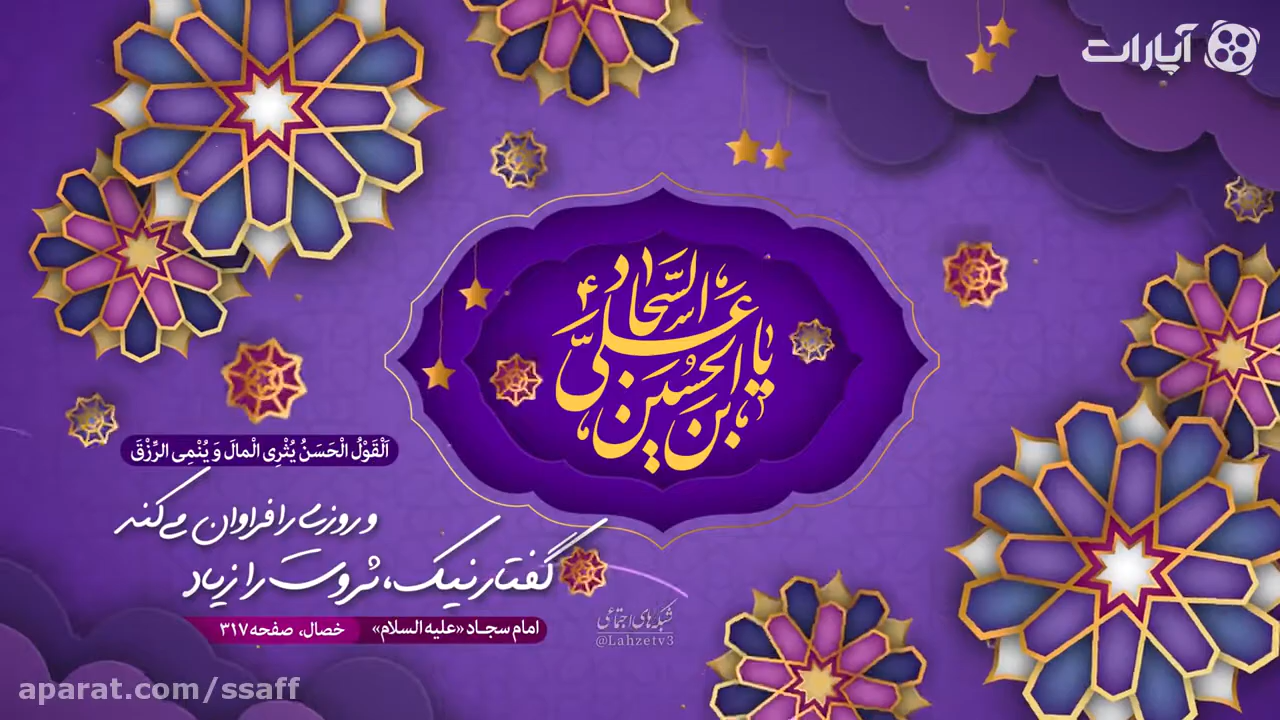 آپارات
یا علی بن الحسین السجاد ۴
اَلْقَوْلُ الْحَسَنُ یُثْرِی الْمالَ وَ یُنْمِی الرِّزْقَ
گفتار نیک، ثروت را زیاد
و روزی را فراوان می‌کند
امام سجاد «علیه السلام» خصال، صفحه ۳۱۷
شبکه‌های اجتماعی
@Lahzetv3
aparat.com/ssaff